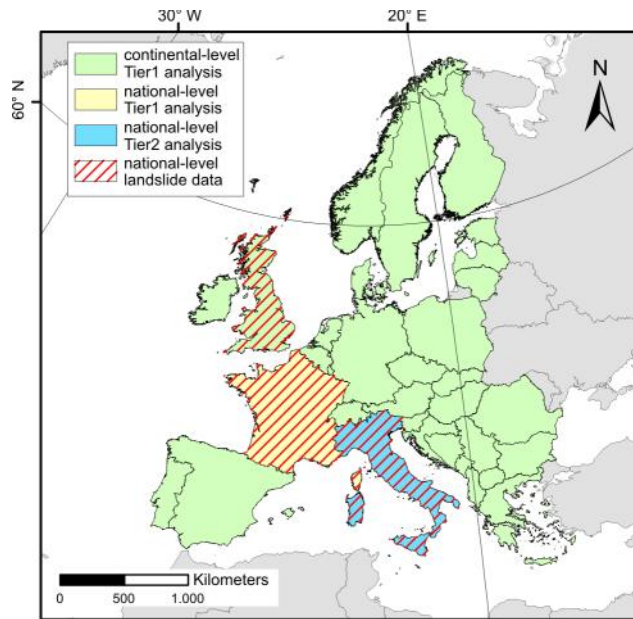 30° W
20° E
60° N
continental-level
Tier1 analysis
national-level
Tier1 analysis
national-level
Tier2 analysis
national-level
landslide data
N
Kilometers
0 500 1.000